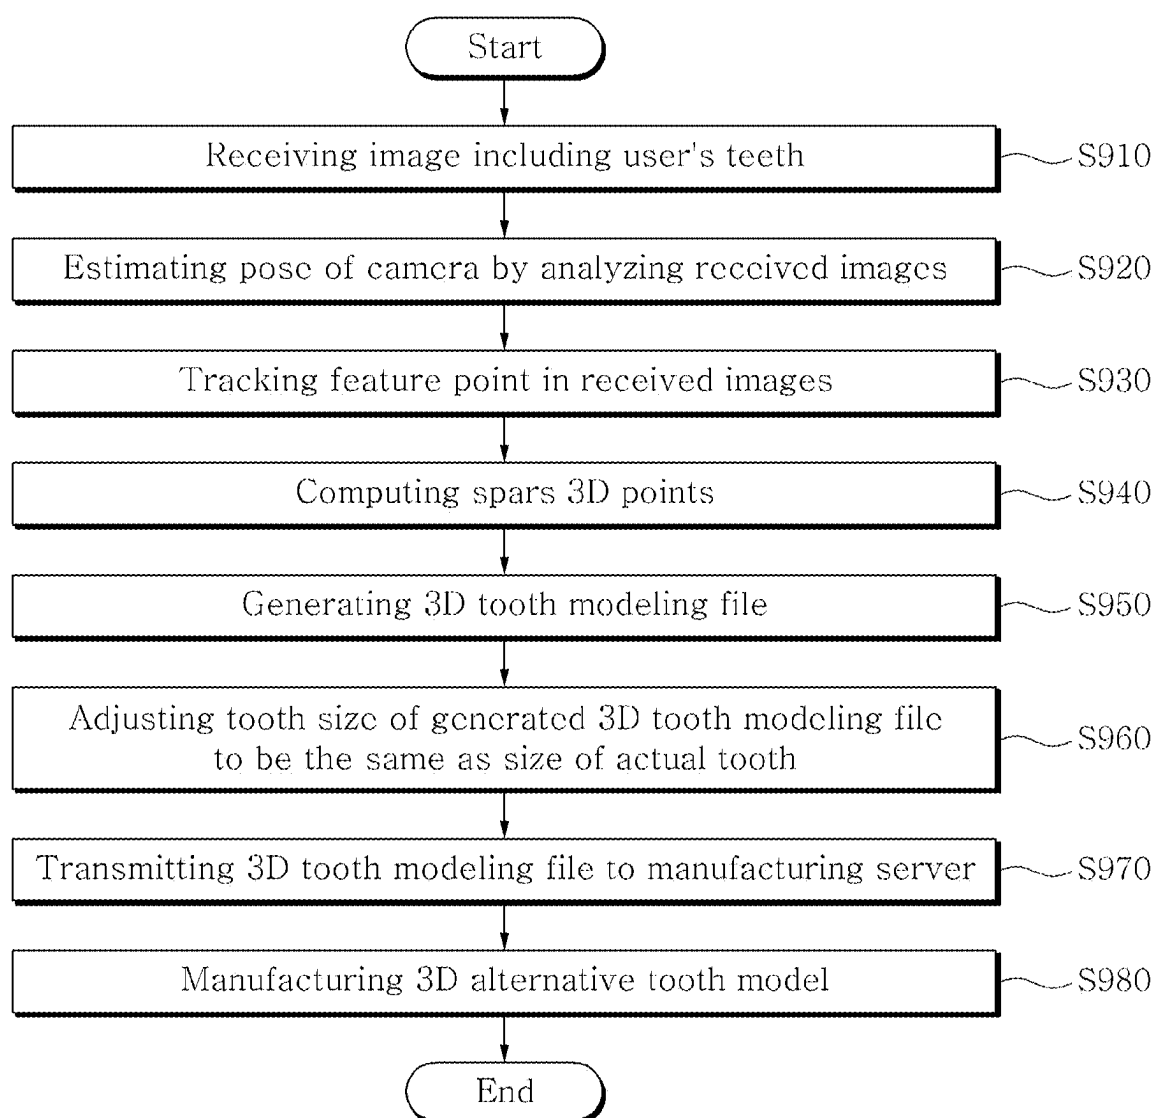 Start
Receiving image including user's teeth
S910
Estimating pose of camera by analyzing received images
S920
Tracking feature point in received images
S930
Computing spars 3D points
S940
Generating 3D tooth modeling file
S950
Adjusting tooth size of generated 3D tooth modeling file
to be the same as size of actual tooth
S960
Transmitting 3D tooth modeling file to manufacturing server
S970
Manufacturing 3D alternative tooth model
S980
End